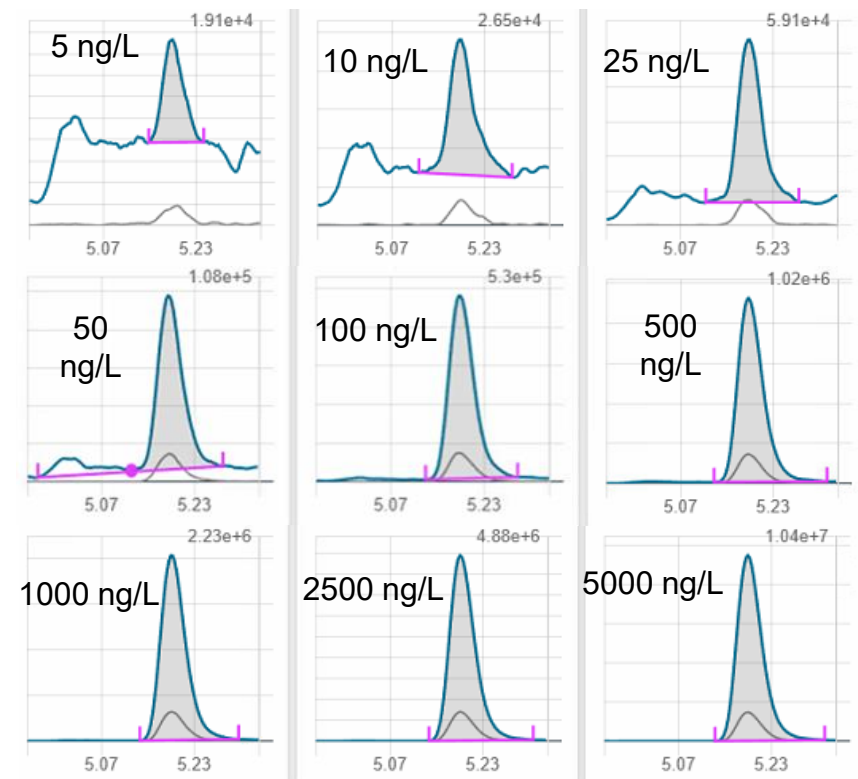 1.91e+4
5 ng/L
5.07 5.23
2.65e+4
10 ng/L
5.07 5.23
5.91e+4
25 ng/L
5.07 5.23
1.08e+5
50
ng/L
5.07 5.23
5.3e+5
100 ng/L
5.07 5.23
1.02e+6
500
ng/L
5.07 5.23
2.23e+6
1000 ng/L
5.07 5.23
4.88e+6
2500 ng/L
5.07 5.23
1.04e+7
5000 ng/L
5.07 5.23